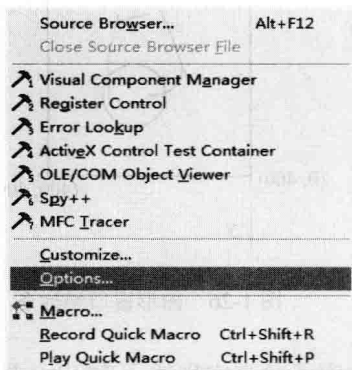 Source Browser... Alt+F12
Close Source Browser File
Visual Component Manager
Register Control
Error Lookup
ActiveX Control Test Container
OLE/COM Object Viewer
Spy++
MFC Tracer
Customize...
Options...
Macro...
Record Quick Macro Ctrl+Shift+R
Play Quick Macro Ctrl+Shift+P